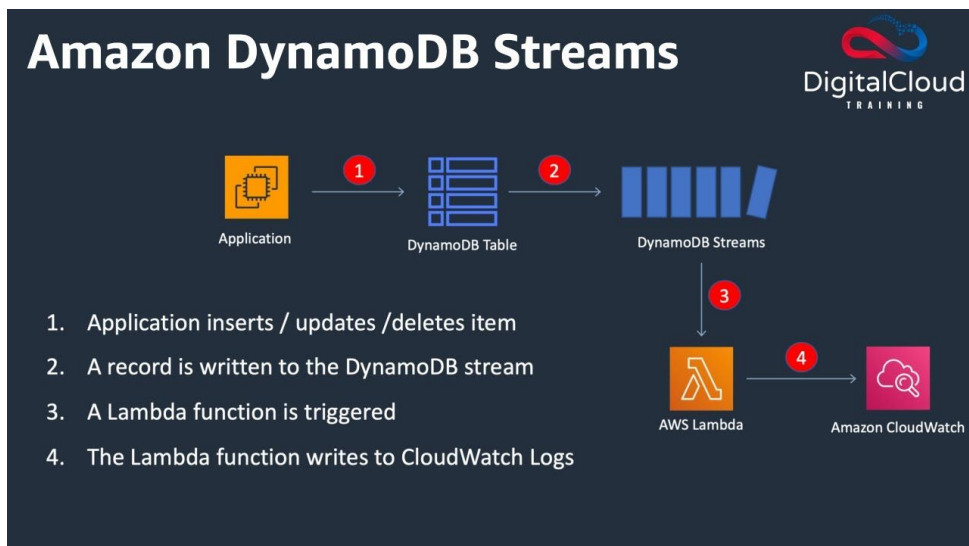 Amazon DynamoDB Streams
DigitalCloud
TRAINING
1
2
Application
DynamoDB Table
DynamoDB Streams
3
1. Application inserts / updates /deletes item
2. A record is written to the DynamoDB stream
3. A Lambda function is triggered
4. The Lambda function writes to CloudWatch Logs
4
AWS Lambda
Amazon CloudWatch